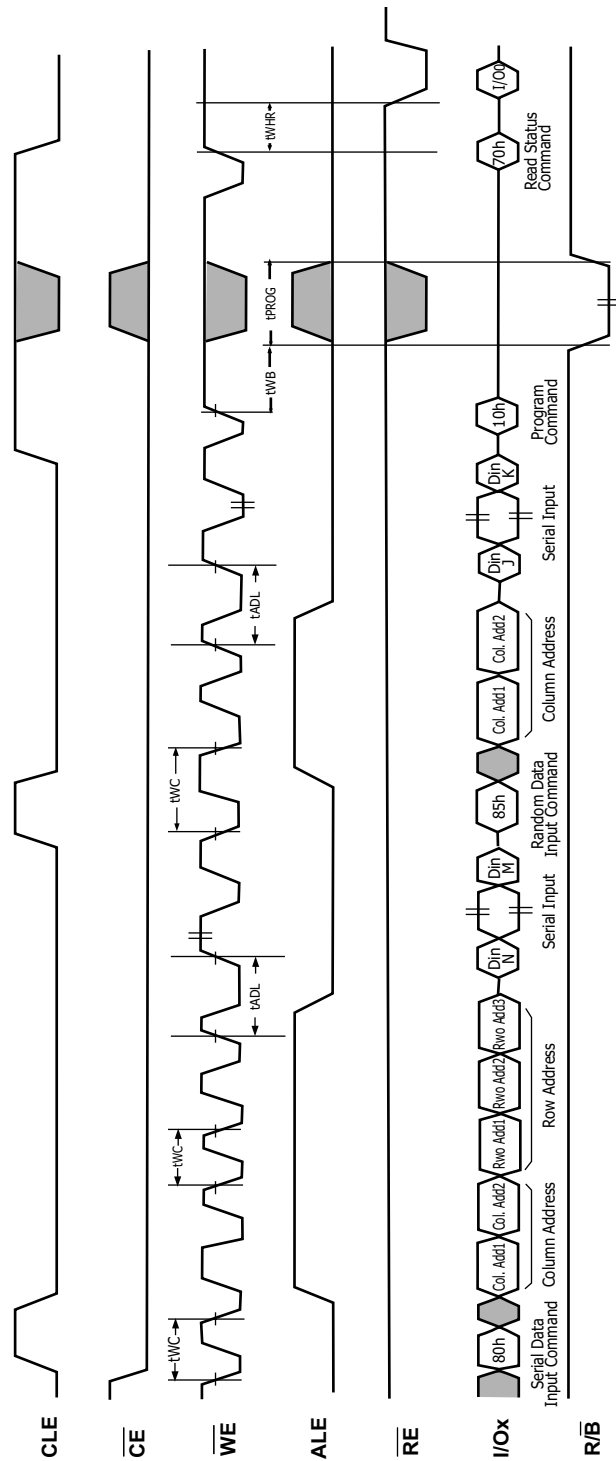 CLE
CE
WE
tWC
tWC
tADL
tWC
tADL
tWB
tPROG
tWHR
ALE
RE
I/Ox
80h
Col. Add1
Col. Add2
Rwo Add1
Rwo Add2
Rwo Add3
Din
N
Din
M
85h
Col. Add1
Col. Add2
Din
J
Din
K
10h
70h
I/O0
Serial Data
Input Command
Column Address
Row Address
Serial Input
Random Data
Input Command
Column Address
Serial Input
Program
Command
Read Status
Command
R/B